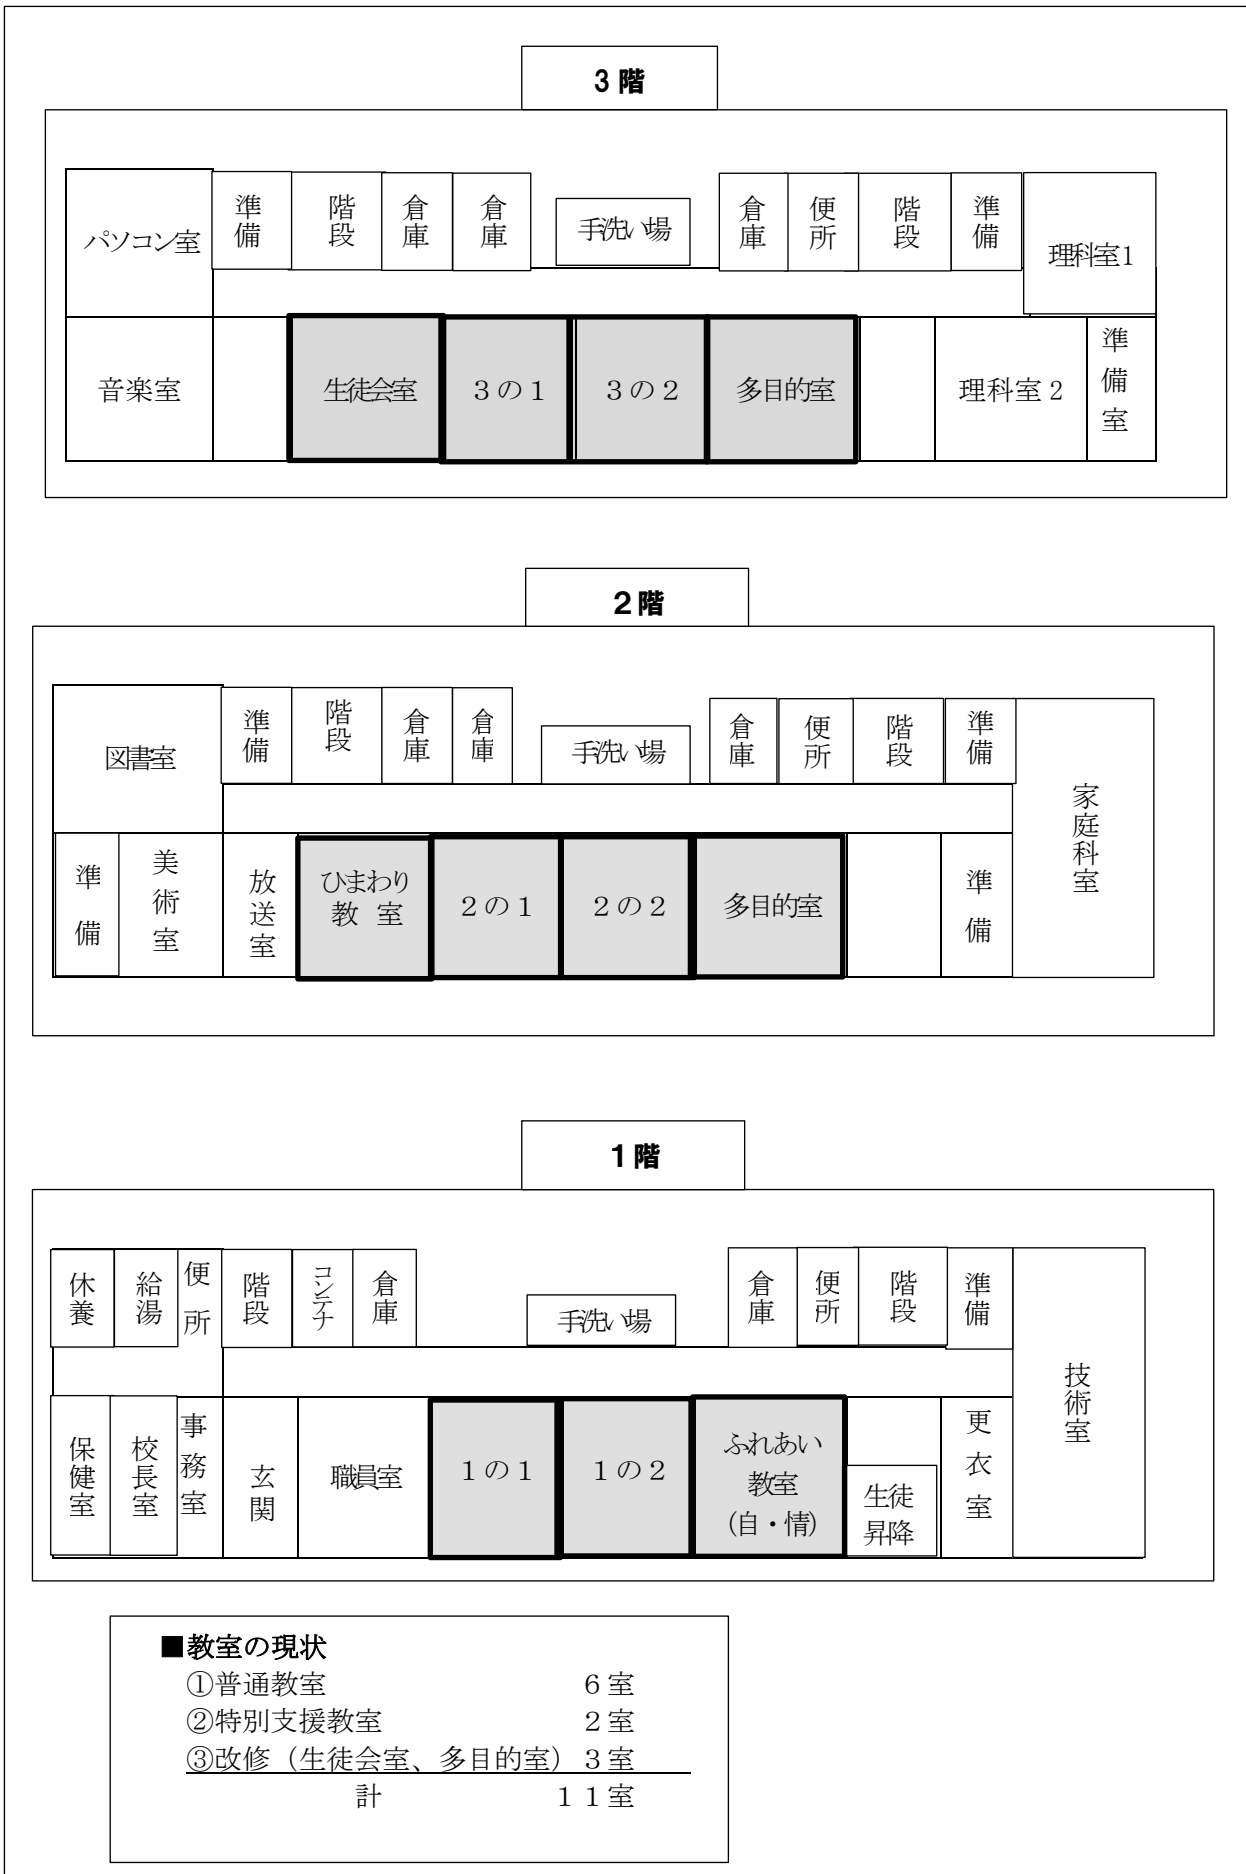 3階
パソコン室
準備
階段
倉庫
倉庫
手洗い場
倉庫
便所
階段
準備
理科室1
音楽室
生徒会室
3の1
3の2
多目的室
理科室2
準備室
2階
図書室
準備
階段
倉庫
倉庫
手洗い場
倉庫
便所
階段
準備
家庭科室
準備
美術室
放送室
ひまわり
教 室
2の1
2の2
多目的室
準備
1階
休養
給湯
便所
階段
コンテナ
倉庫
手洗い場
倉庫
便所
階段
準備
技術室
保健室
校長室
事務室
玄関
職員室
1の1
1の2
ふれあい
教室
(自・情)
生徒
昇降
更衣室
■教室の現状
①普通教室 6室
②特別支援教室 2室
③改修(生徒会室、多目的室)3室
計 11室